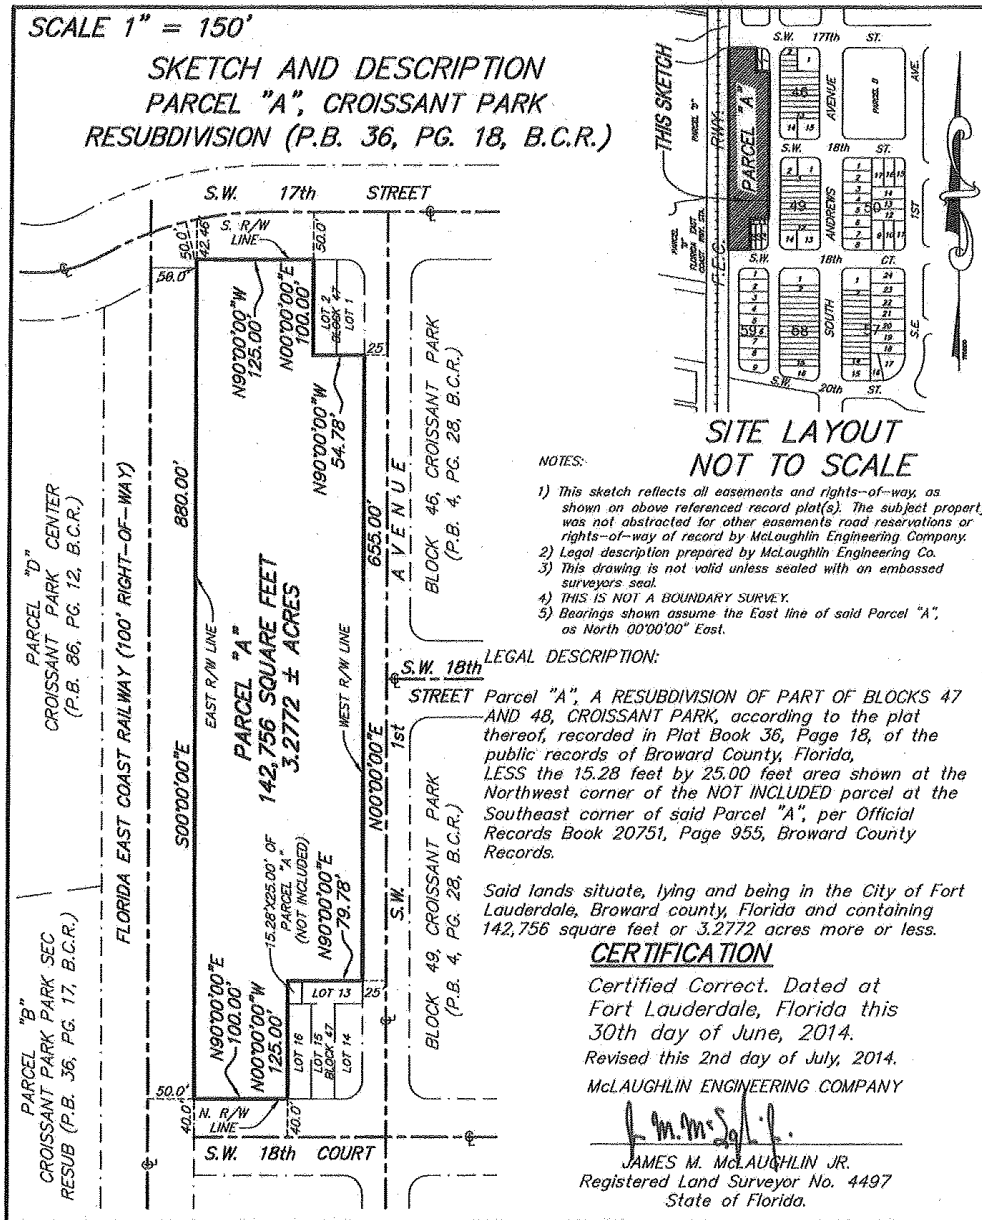 SCALE 1" = 150'
SKETCH AND DESCRIPTION
PARCEL "A", CROISSANT PARK
RESUBDIVISION (P.B. 36, PG. 18, B.C.R.)
S.W. 17th STREET
S. R/W
LINE
50.0'
42.46'
50.0'
50.0'
N90°00'00"W
125.00'
N00°00'00"E
100.00'
LOT 2
BLOCK 47
LOT 1
25'
N90°00'00"W
54.78'
880.00'
655.00'
S00°00'00"E
N00°00'00"E
EAST R/W LINE
WEST R/W LINE
PARCEL "A"
142,756 SQUARE FEET
3.2772 ± ACRES
PARCEL "D"
CROISSANT PARK CENTER
(P.B. 86, PG. 12, B.C.R.)
FLORIDA EAST COAST RAILWAY (100' RIGHT-OF-WAY)
PARCEL "B"
CROISSANT PARK PARK SEC
RESUB (P.B. 36, PG. 17, B.C.R.)
S.W. 1st AVENUE
BLOCK 46, CROISSANT PARK
(P.B. 4, PG. 28, B.C.R.)
S.W. 18th
STREET
BLOCK 49, CROISSANT PARK
(P.B. 4, PG. 28, B.C.R.)
15.28'X25.00' OF
PARCEL "A"
(NOT INCLUDED)
N90°00'00"E
79.78'
N90°00'00"E
100.00'
N00°00'00"W
125.00'
LOT 13
25'
LOT 16
LOT 15
BLOCK 47
LOT 14
50.0'
40.0'
N. R/W
LINE
40.0'
S.W. 18th COURT
THIS SKETCH
PARCEL "D"
PARCEL "A"
F.E.C. RWY.
PARCEL
"B"
FLORIDA EAST
COAST RWY. STA.
S.W. 17Th ST.
46
AVENUE
PARCEL D
AVE.
S.W. 18th ST.
49
ANDREWS
50
1ST
S.W. 18th CT.
59
68
SOUTH
57
S.E.
S.W. 20th ST.
SITE LAYOUT
NOT TO SCALE
NOTES:
1) This sketch reflects all easements and rights-of-way, as
shown on above referenced record plat(s). The subject property
was not abstracted for other easements road reservations or
rights-of-way of record by McLaughlin Engineering Company.
2) Legal description prepared by McLaughlin Engineering Co.
3) This drawing is not valid unless sealed with an embossed
surveyors seal.
4) THIS IS NOT A BOUNDARY SURVEY.
5) Bearings shown assume the East line of said Parcel "A",
as North 00°00'00" East.
LEGAL DESCRIPTION:
Parcel "A", A RESUBDIVISION OF PART OF BLOCKS 47
AND 48, CROISSANT PARK, according to the plat
thereof, recorded in Plat Book 36, Page 18, of the
public records of Broward County, Florida,
LESS the 15.28 feet by 25.00 feet area shown at the
Northwest corner of the NOT INCLUDED parcel at the
Southeast corner of said Parcel "A", per Official
Records Book 20751, Page 955, Broward County
Records.
Said lands situate, lying and being in the City of Fort
Lauderdale, Broward county, Florida and containing
142,756 square feet or 3.2772 acres more or less.
CERTIFICATION
Certified Correct. Dated at
Fort Lauderdale, Florida this
30th day of June, 2014.
Revised this 2nd day of July, 2014.
McLAUGHLIN ENGINEERING COMPANY
JAMES M. McLAUGHLIN JR.
Registered Land Surveyor No. 4497
State of Florida.